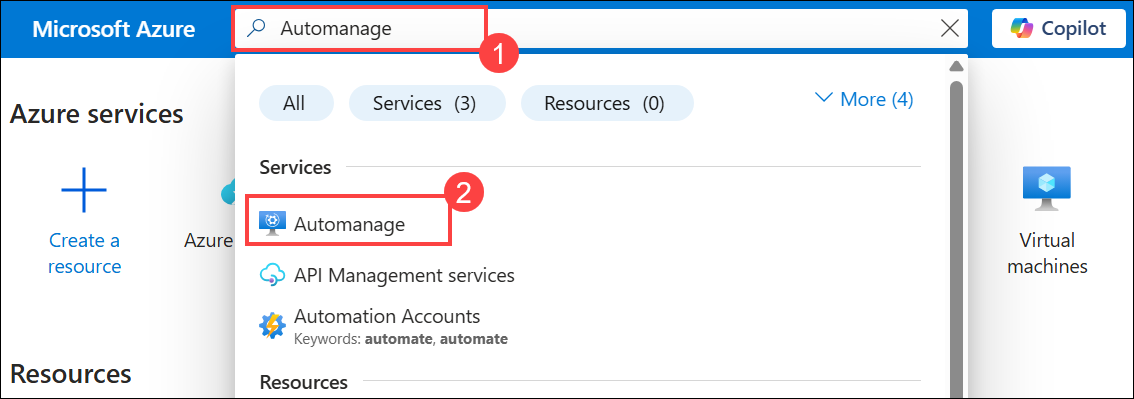 Microsoft Azure
Automanage
Copilot
1
All
Services (3)
Resources (0)
More (4)
Azure services
Services
2
Automanage
Create a
resource
Azure
Virtual
machines
API Management services
Automation Accounts
Keywords: automate, automate
Resources
Resources